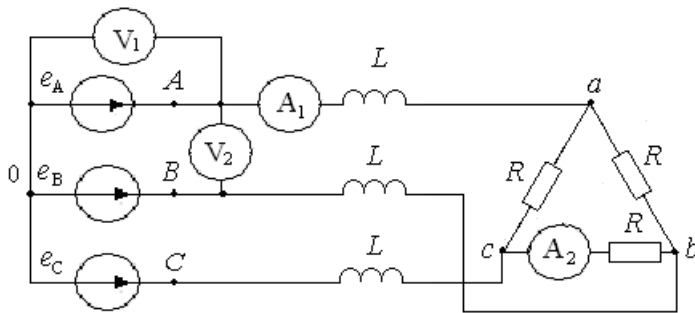 V1
eA A A1 L a
V2
0 eB B L R R
R
eC C L c A2 b